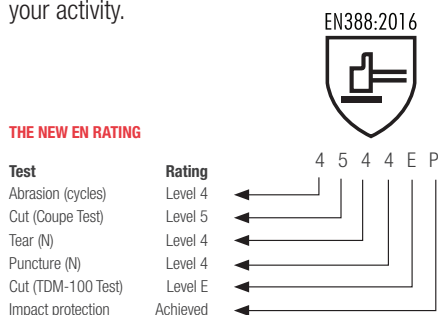 your activity.
EN388:2016
THE NEW EN RATING
4 5 4 4 E P
Test Rating
Abrasion (cycles) Level 4
Cut (Coupe Test) Level 5
Tear (N) Level 4
Puncture (N) Level 4
Cut (TDM-100 Test) Level E
Impact protection Achieved